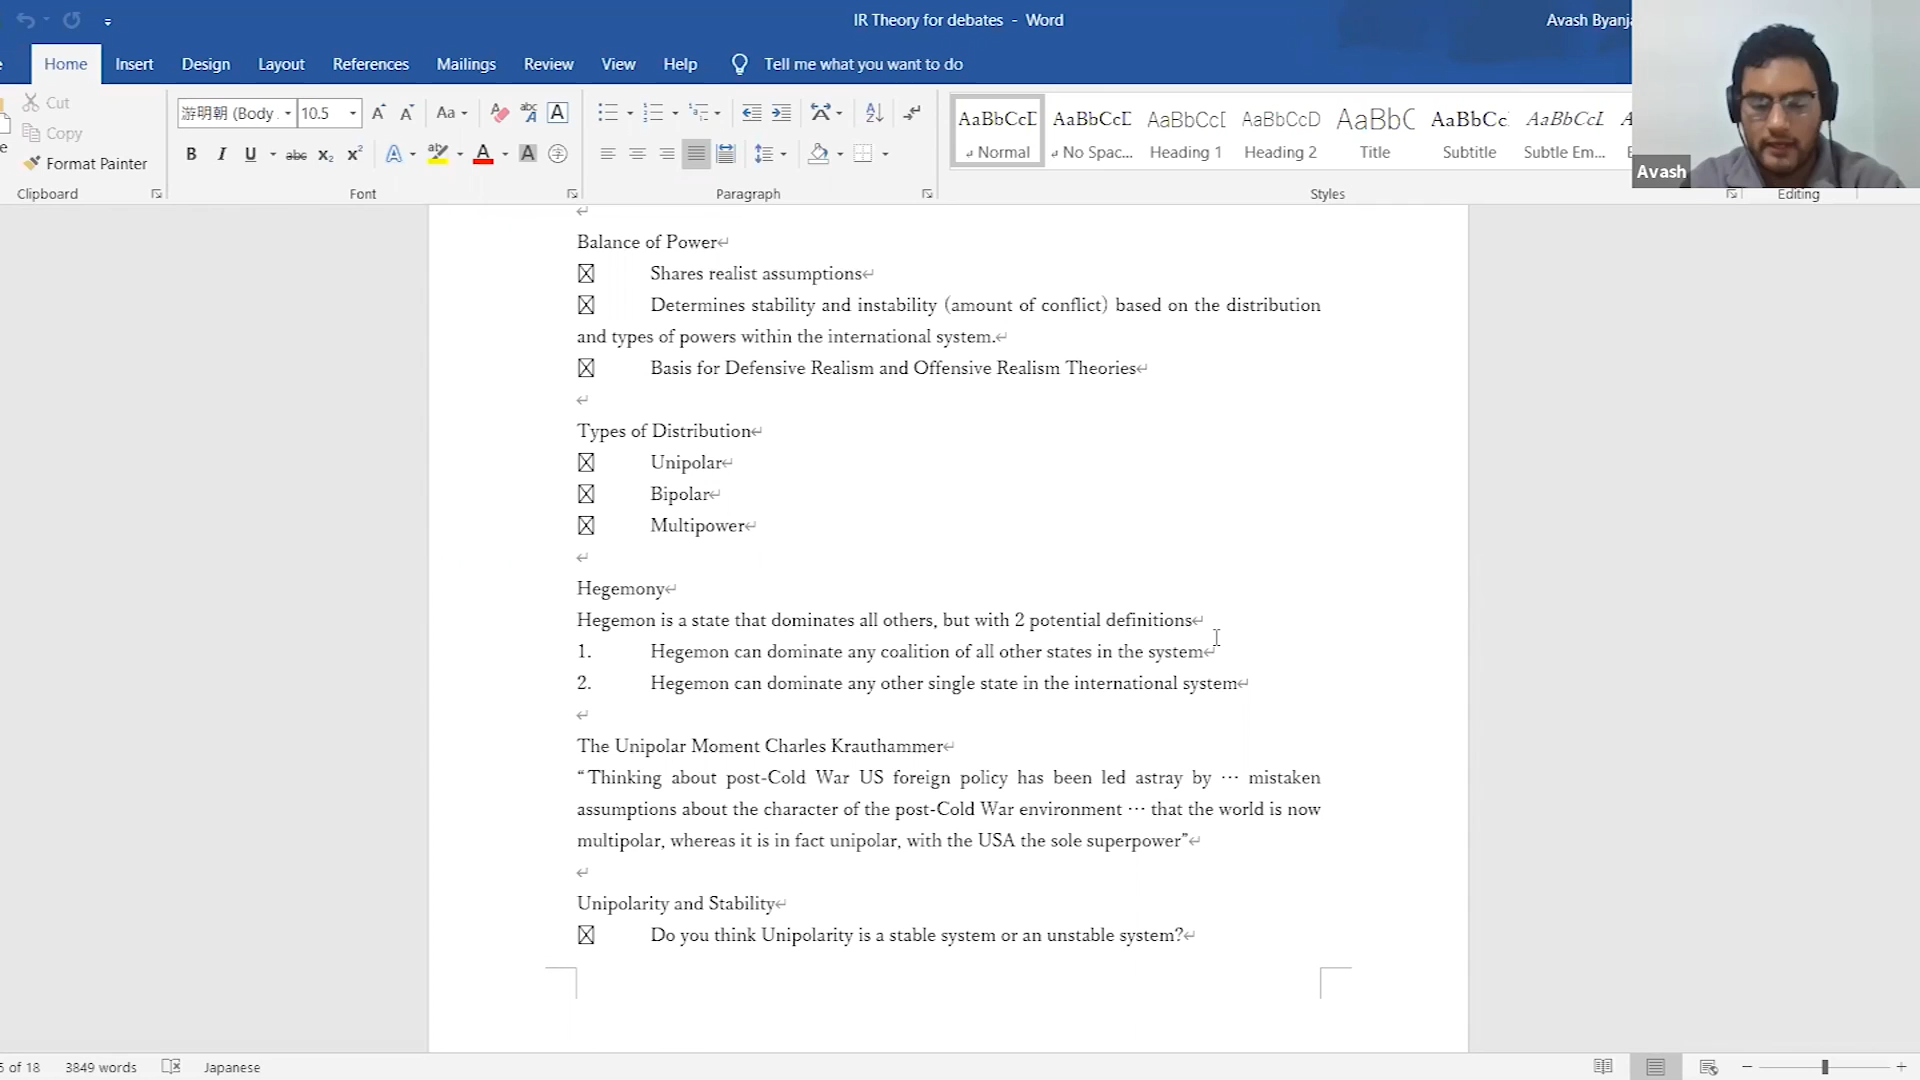 IR Theory for debates - Word
Avash Byanj
Home Insert Design Layout References Mailings Review View Help Tell me what you want to do
Cut
Copy
Format Painter
Clipboard
游明朝 (Body 10.5
Aa
B I U abc X₂ X² A A 字
Font
Paragraph
AaBbCcD AaBbCcD AaBbCcD AaBbCcD AaBbC AaBbCc AaBbCcL
Normal No Spac... Heading 1 Heading 2 Title Subtitle Subtle Em...
Styles
Editing
Avash
Balance of Power
Shares realist assumptions
Determines stability and instability (amount of conflict) based on the distribution
and types of powers within the international system.
Basis for Defensive Realism and Offensive Realism Theories
Types of Distribution
Unipolar
Bipolar
Multipower
Hegemony
Hegemon is a state that dominates all others, but with 2 potential definitions
1. Hegemon can dominate any coalition of all other states in the system
2. Hegemon can dominate any other single state in the international system
The Unipolar Moment Charles Krauthammer
“Thinking about post-Cold War US foreign policy has been led astray by … mistaken
assumptions about the character of the post-Cold War environment … that the world is now
multipolar, whereas it is in fact unipolar, with the USA the sole superpower”
Unipolarity and Stability
Do you think Unipolarity is a stable system or an unstable system?
of 18 3849 words Japanese